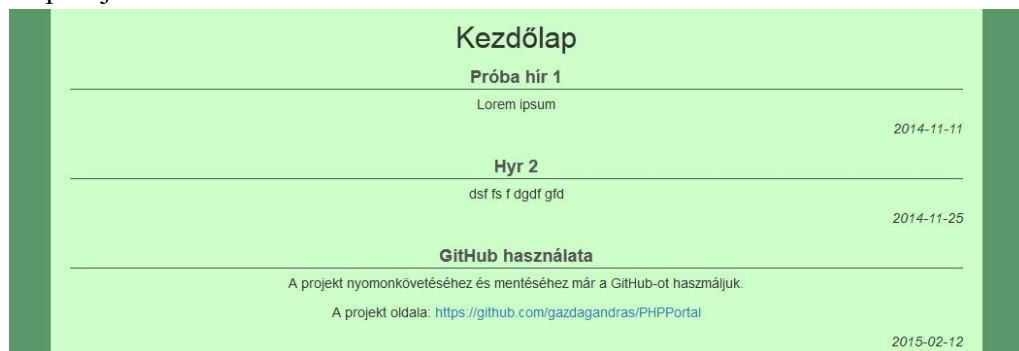 Kezdőlap
Próba hír 1
Lorem ipsum
2014-11-11
Hyr 2
dsf fs f dgdf gfd
2014-11-25
GitHub használata
A projekt nyomonkövetéséhez és mentéséhez már a GitHub-ot haszmáljuk.
A projekt oldala: https://github.com/gazdagandras/PHPPortal
2015-02-12